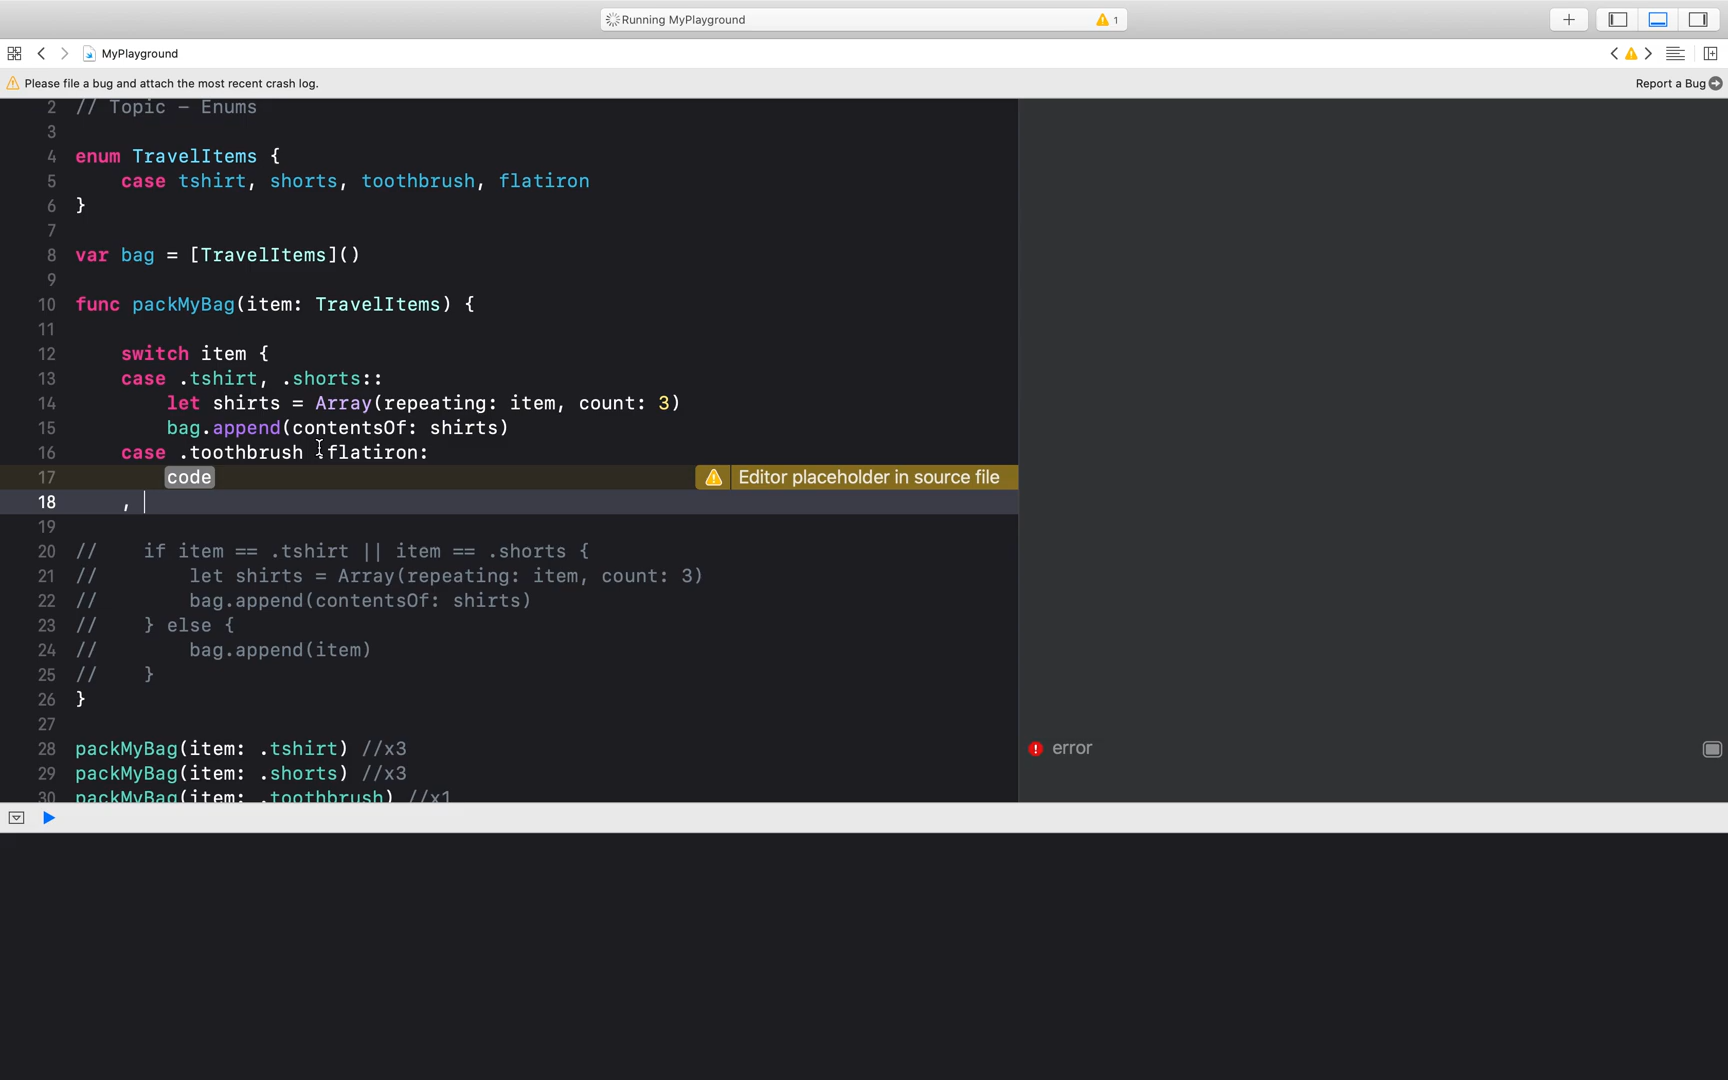 Running MyPlayground 1
MyPlayground
Please file a bug and attach the most recent crash log. Report a Bug
2 // Topic - Enums
3
4 enum TravelItems {
5 case tshirt, shorts, toothbrush, flatiron
6 }
7
8 var bag = [TravelItems]()
9
10 func packMyBag(item: TravelItems) {
11
12 switch item {
13 case .tshirt, .shorts::
14 let shirts = Array(repeating: item, count: 3)
15 bag.append(contentsOf: shirts)
16 case .toothbrush .flatiron:
17 code Editor placeholder in source file
18 ,
19
20 // if item == .tshirt || item == .shorts {
21 // let shirts = Array(repeating: item, count: 3)
22 // bag.append(contentsOf: shirts)
23 // } else {
24 // bag.append(item)
25 // }
26 }
27
28 packMyBag(item: .tshirt) //x3 error
29 packMyBag(item: .shorts) //x3
30 packMyBag(item: .toothbrush) //x1